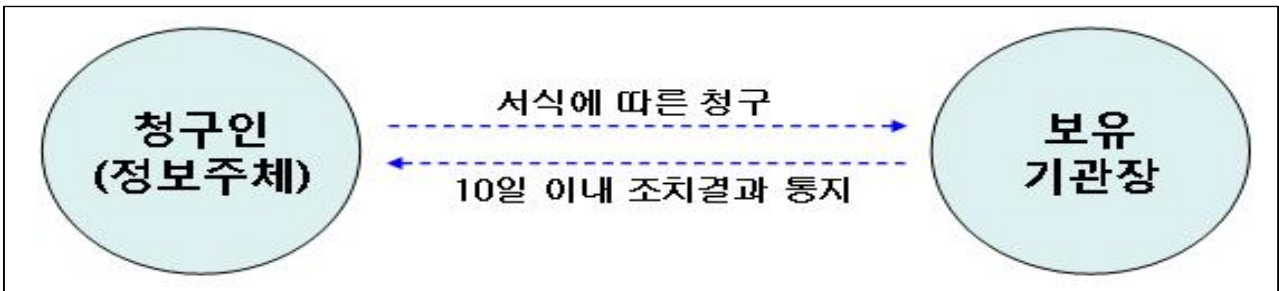 청구인
(정보주체)
서식에 따른 청구
10일 이내 조치결과 통지
보유
기관장